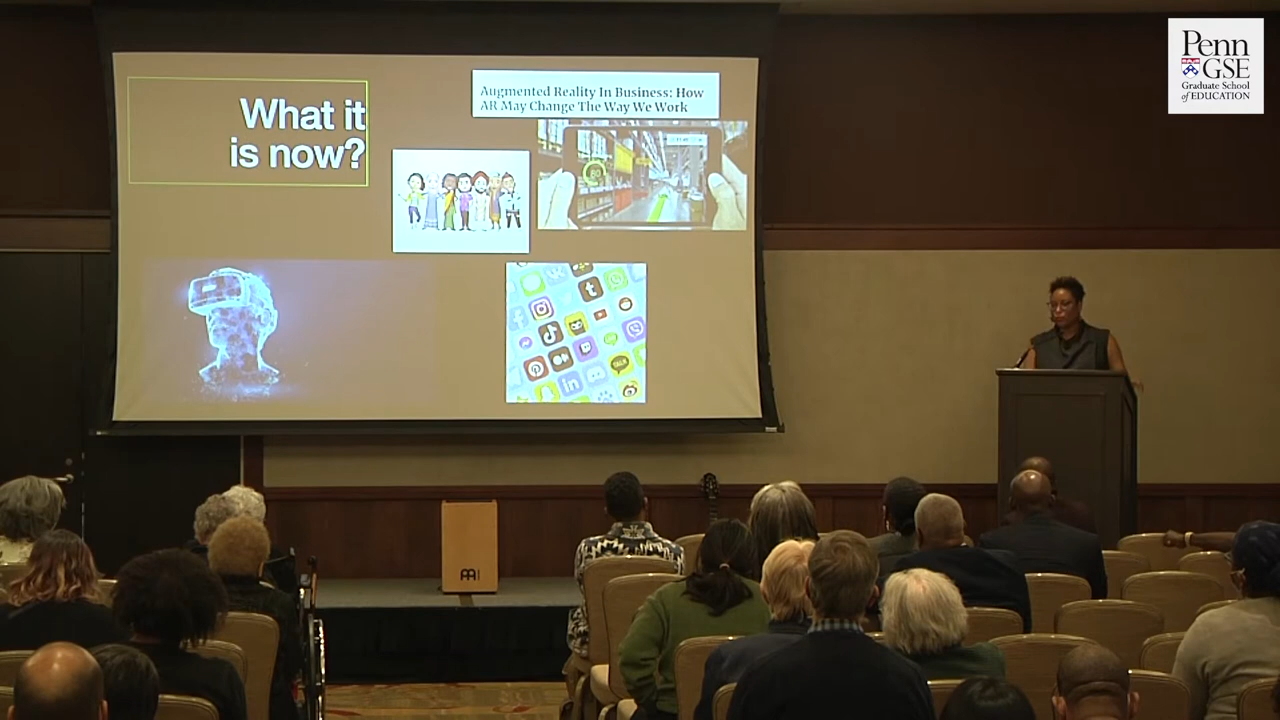 What it
is now?
Augmented Reality In Business: How
AR May Change The Way We Work
Penn
GSE
Graduate School
of EDUCATION